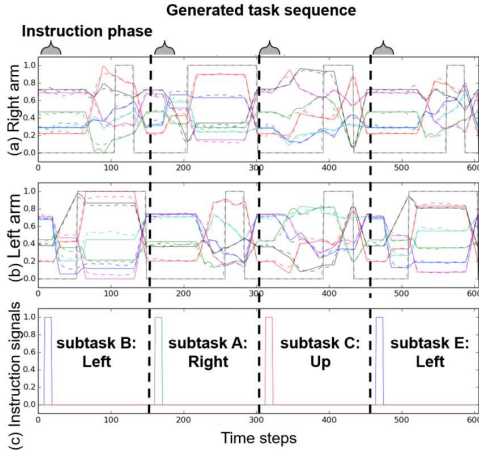 Generated task sequence
Instruction phase
(a) Right arm
1.0
0.8
0.6
0.4
0.2
0.0
0
100
200
300
400
500
600
(b) Left arm
1.0
0.8
0.6
0.4
0.2
0.0
0
100
200
300
400
500
600
(c) Instruction signals
1.0
0.8
0.6
0.4
0.2
0.0
subtask B:
Left
subtask A:
Right
subtask C:
Up
subtask E:
Left
0
100
200
300
400
500
600
Time steps